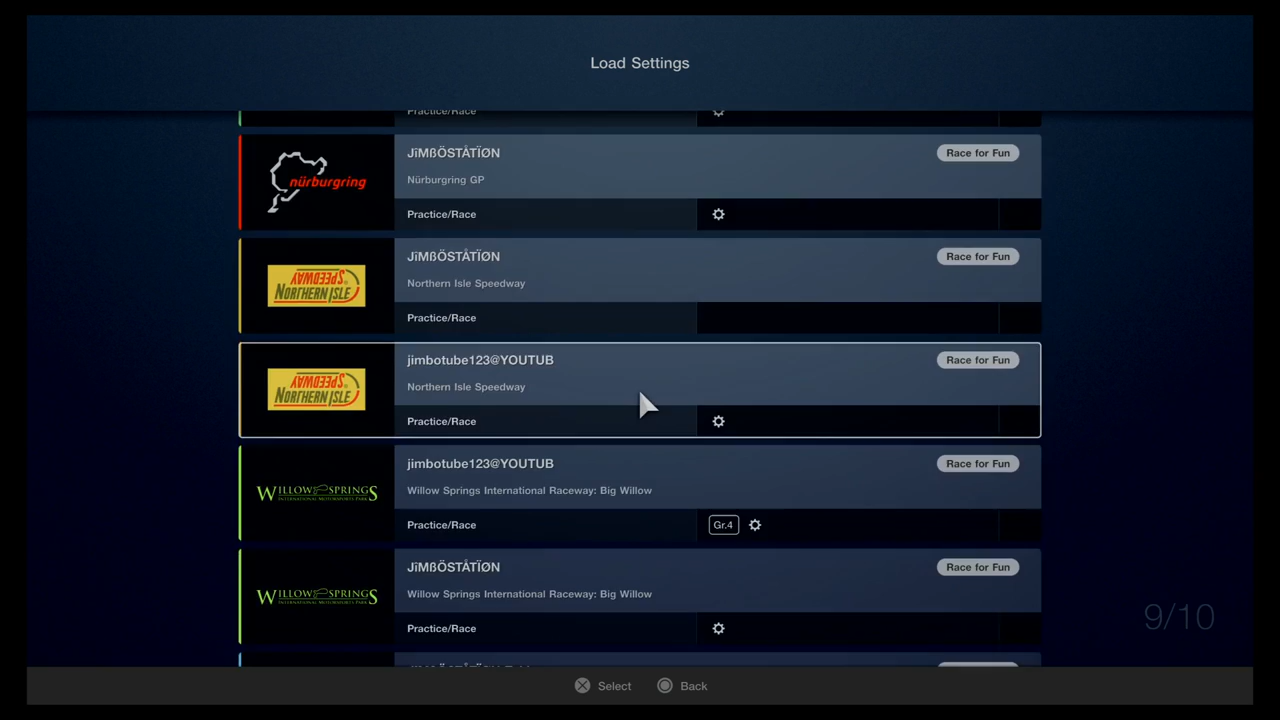 Load Settings
Practice/Race
nürburgring
JïMßÖSTÅTÏØN
Race for Fun
Nürburgring GP
Practice/Race
SPEEDWAY
NORTHERN ISLE
JïMßÖSTÅTÏØN
Race for Fun
Northern Isle Speedway
Practice/Race
SPEEDWAY
NORTHERN ISLE
jimbotube123@YOUTUB
Race for Fun
Northern Isle Speedway
Practice/Race
WILLOW SPRINGS
INTERNATIONAL MOTORSPORTS PARK
jimbotube123@YOUTUB
Race for Fun
Willow Springs International Raceway: Big Willow
Practice/Race
Gr.4
WILLOW SPRINGS
INTERNATIONAL MOTORSPORTS PARK
JïMßÖSTÅTÏØN
Race for Fun
Willow Springs International Raceway: Big Willow
Practice/Race
9/10
Select
Back